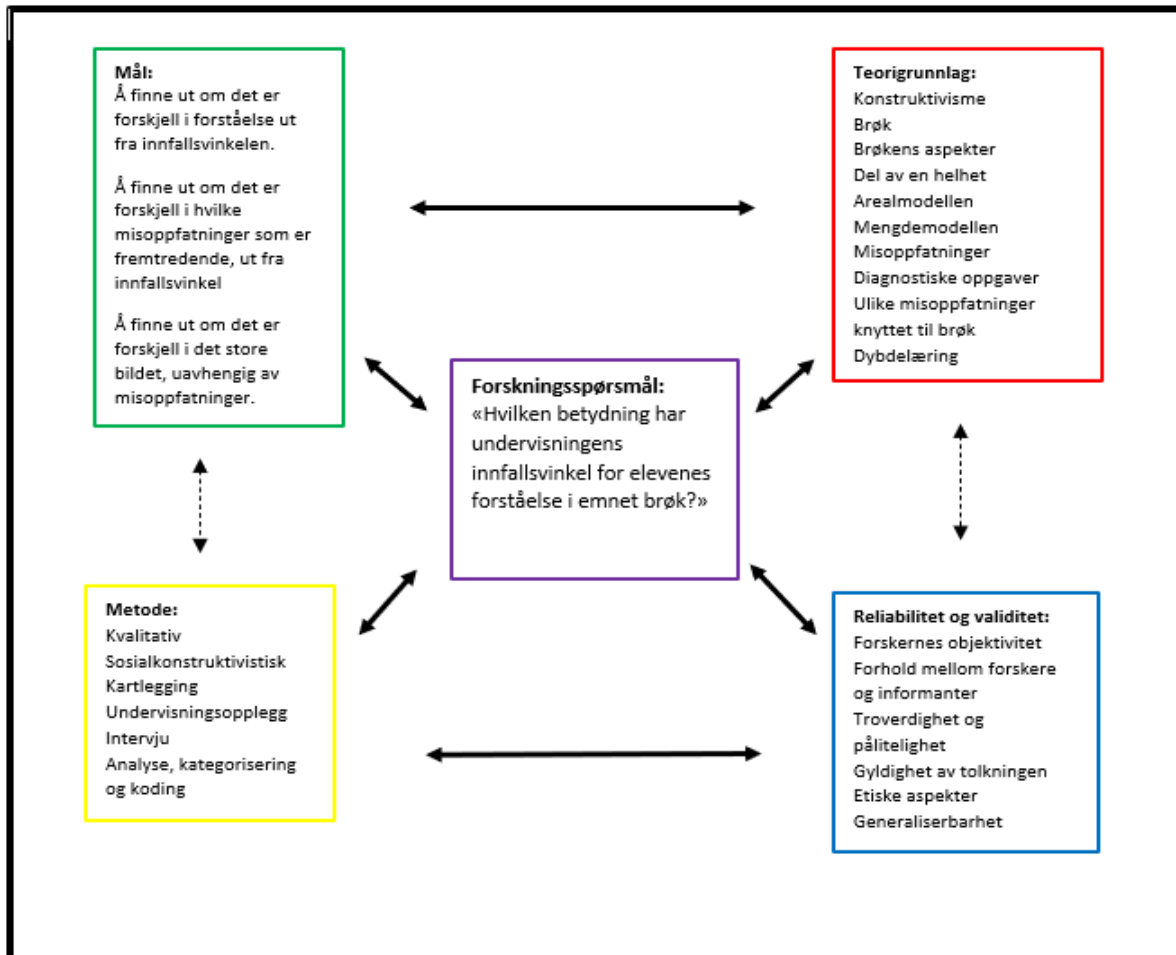 Mål:
Å finne ut om det er
forskjell i forståelse ut
fra innfallsvinkelen.
Å finne ut om det er
forskjell i hvilke
misoppfatninger som er
fremtredende, ut fra
innfallsvinkel
Å finne ut om det er
forskjell i det store
bildet, uavhengig av
misoppfatninger.
Teorigrunnlag:
Konstruktivisme
Brøk
Brøkens aspekter
Del av en helhet
Arealmodellen
Mengdemodellen
Misoppfatninger
Diagnostiske oppgaver
Ulike misoppfatninger
knyttet til brøk
Dybdelæring
Forskningsspørsmål:
«Hvilken betydning har
undervisningens
innfallsvinkel for elevenes
forståelse i emnet brøk?»
Metode:
Kvalitativ
Sosialkonstruktivistisk
Kartlegging
Undervisningsopplegg
Intervju
Analyse, kategorisering
og koding
Reliabilitet og validitet:
Forskernes objektivitet
Forhold mellom forskere
og informanter
Troverdighet og
pålitelighet
Gyldighet av tolkningen
Etiske aspekter
Generaliserbarhet